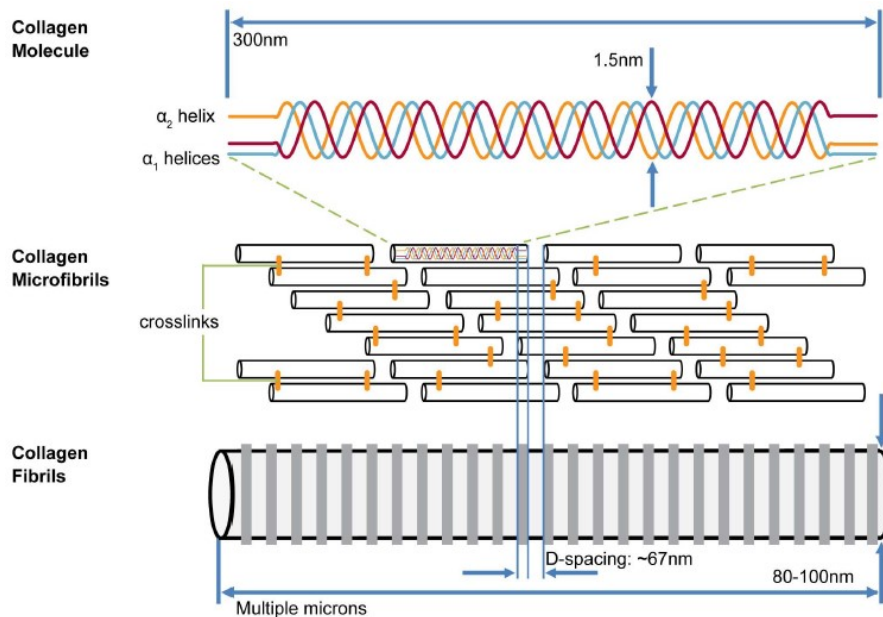 Collagen
Molecule
300nm
1.5nm
α₂ helix
α₁ helices
Collagen
Microfibrils
crosslinks
Collagen
Fibrils
D-spacing: ~67nm
80-100nm
Multiple microns